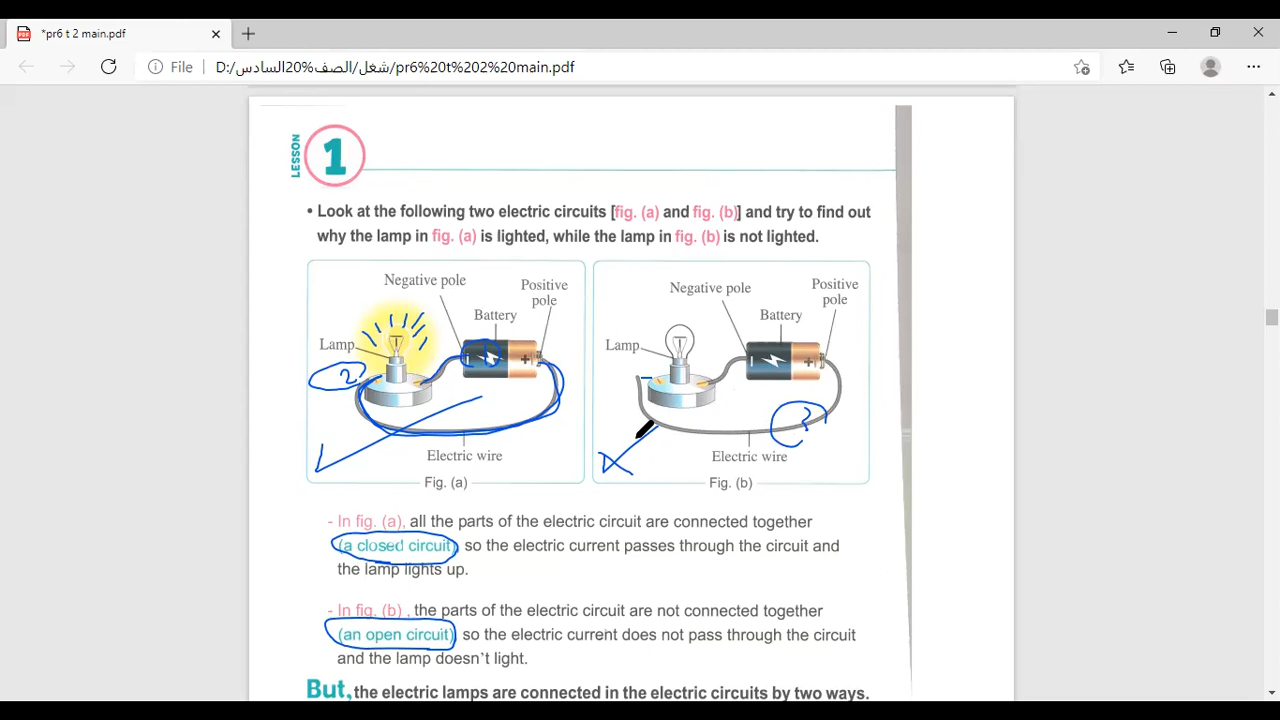 *pr6 t 2 main.pdf
File
D:/شغل/الصف%20السادس/pr6%20t%202%20main.pdf
LESSON
1
• Look at the following two electric circuits [fig. (a) and fig. (b)] and try to find out
why the lamp in fig. (a) is lighted, while the lamp in fig. (b) is not lighted.
Negative pole
Positive
pole
Battery
Lamp
2
+
Electric wire
Fig. (a)
Negative pole
Positive
pole
Battery
Lamp
+
Electric wire
Fig. (b)
- In fig. (a), all the parts of the electric circuit are connected together
(a closed circuit), so the electric current passes through the circuit and
the lamp lights up.
- In fig. (b) , the parts of the electric circuit are not connected together
(an open circuit), so the electric current does not pass through the circuit
and the lamp doesn't light.
But, the electric lamps are connected in the electric circuits by two ways.